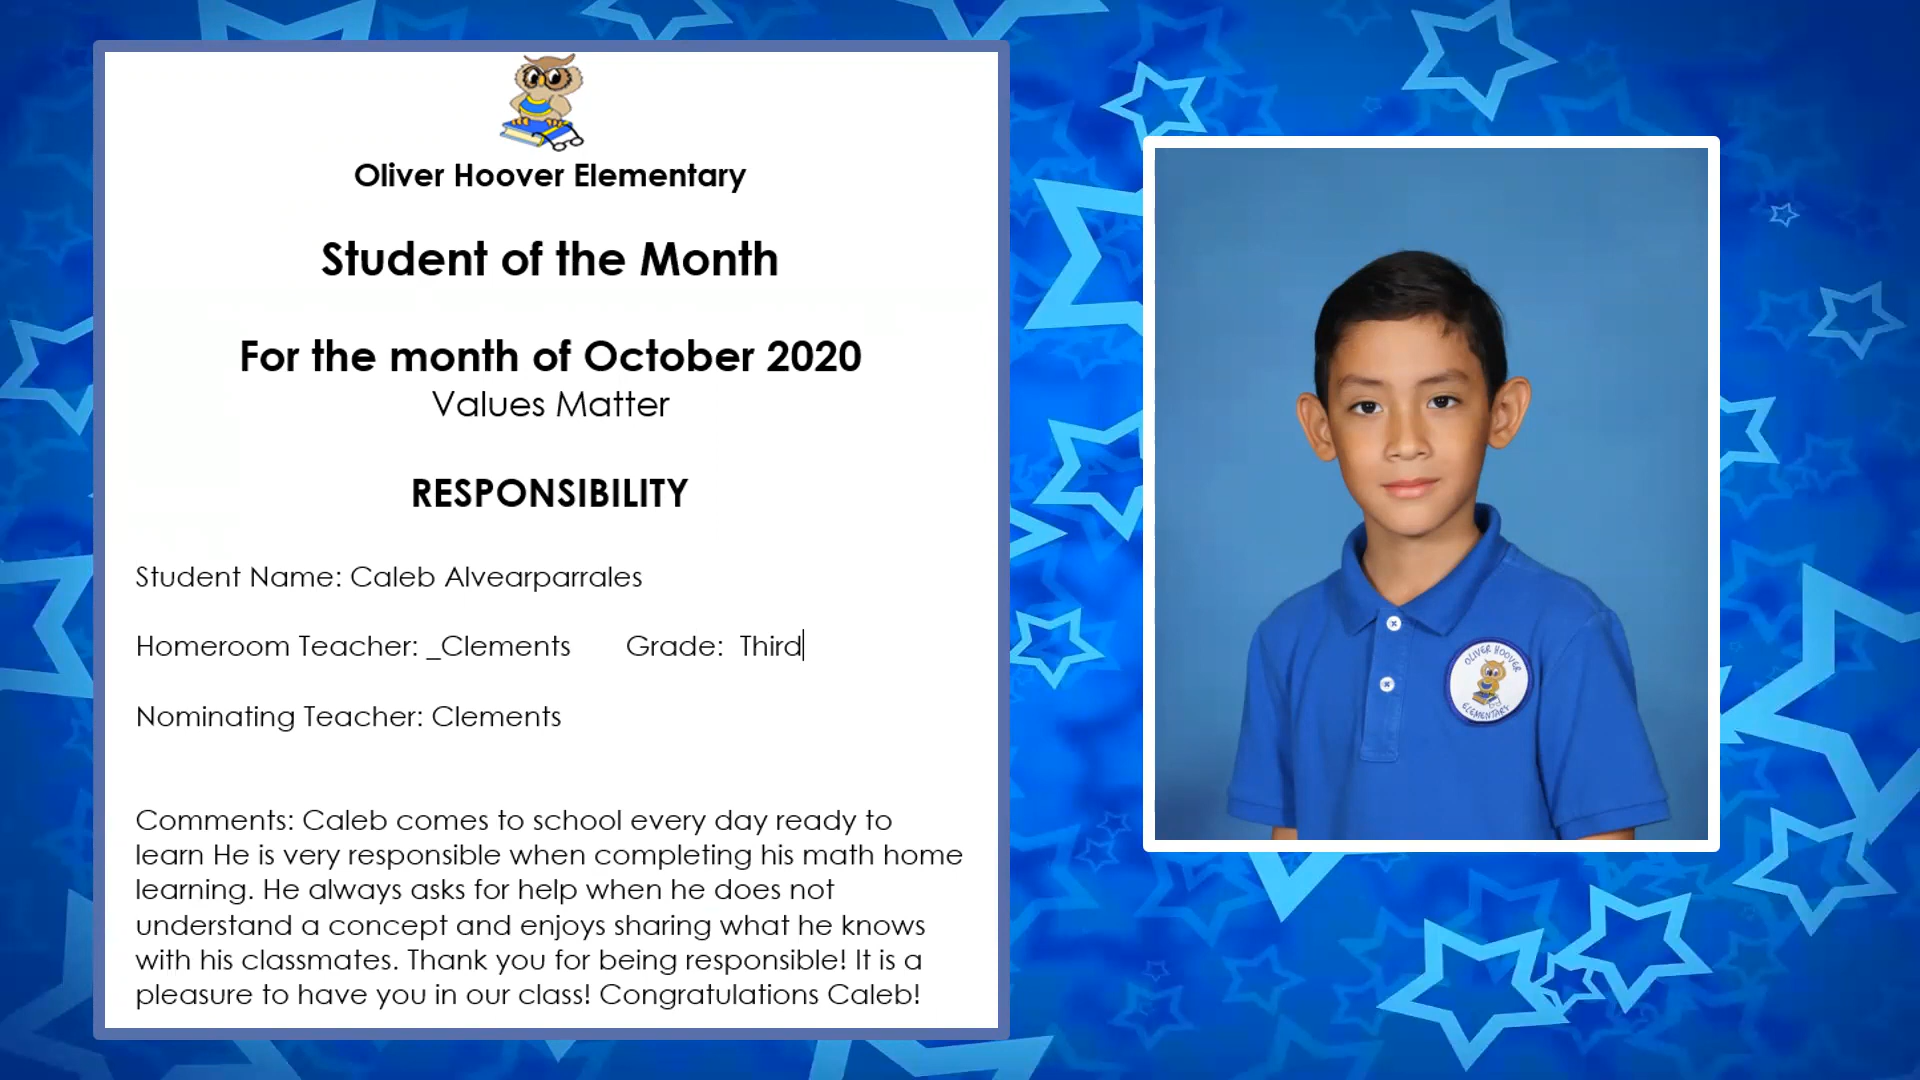 Oliver Hoover Elementary
Student of the Month
For the month of October 2020
Values Matter
RESPONSIBILITY
Student Name: Caleb Alvearparrales
Homeroom Teacher: _Clements Grade: Third
Nominating Teacher: Clements
Comments: Caleb comes to school every day ready to
learn He is very responsible when completing his math home
learning. He always asks for help when he does not
understand a concept and enjoys sharing what he knows
with his classmates. Thank you for being responsible! It is a
pleasure to have you in our class! Congratulations Caleb!
OLIVER HOOVER
ELEMENTARY